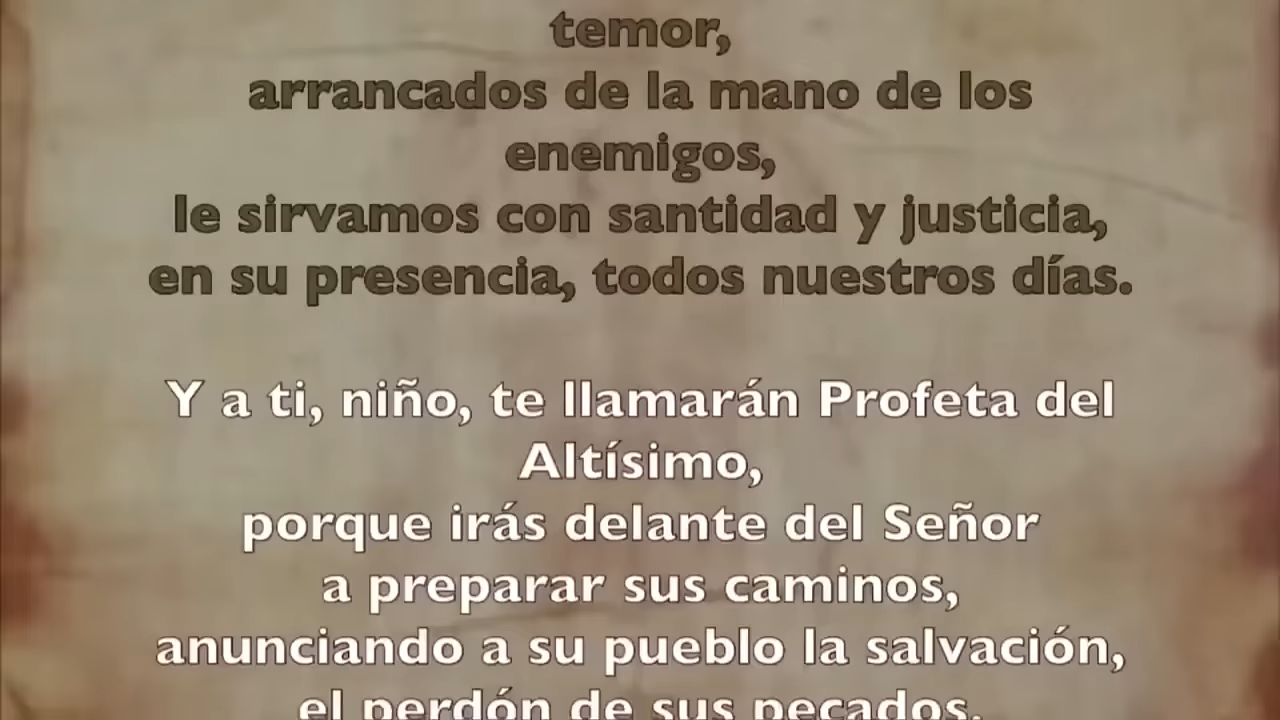 temor,
arrancados de la mano de los
enemigos,
le sirvamos con santidad y justicia,
en su presencia, todos nuestros días.
Y a ti, niño, te llamarán Profeta del
Altísimo,
porque irás delante del Señor
a preparar sus caminos,
anunciando a su pueblo la salvación,
el perdón de sus pecados.